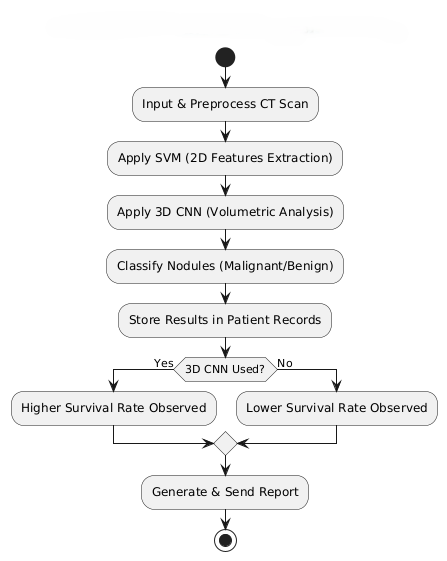 Input & Preprocess CT Scan
Apply SVM (2D Features Extraction)
Apply 3D CNN (Volumetric Analysis)
Classify Nodules (Malignant/Benign)
Store Results in Patient Records
Yes
3D CNN Used?
No
Higher Survival Rate Observed
Lower Survival Rate Observed
Generate & Send Report